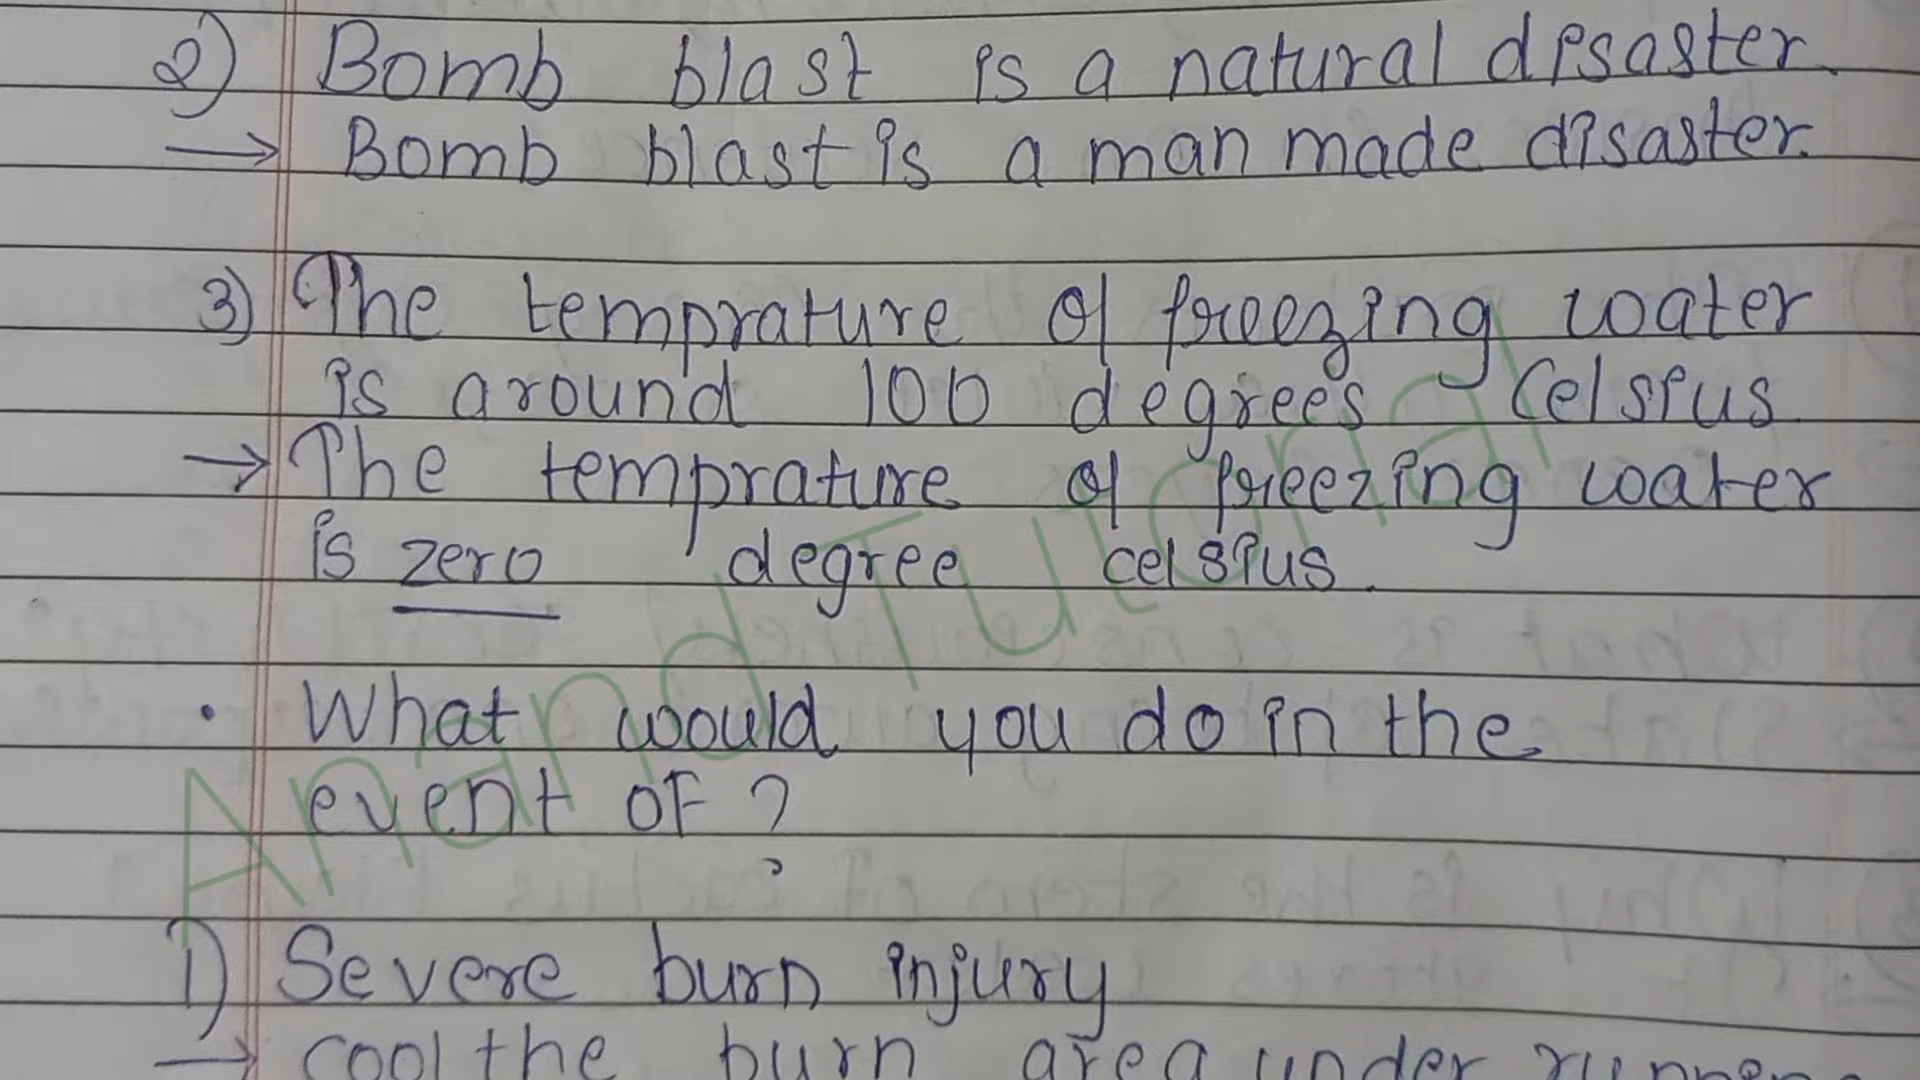 2) Bomb blast is a natural disaster.
→ Bomb blast is a man made disaster.
3) The temprature of freezing water
is around 100 degrees Celsius
→ The temprature of freezing water
is zero degree celsius.
• What would you do in the
event of ?
1) Severe burn injury
→ cool the burn area under
Anand Tutorial